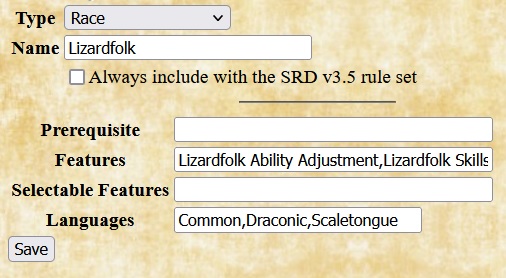 Type Race
Name Lizardfolk
Always include with the SRD v3.5 rule set
Prerequisite
Features Lizardfolk Ability Adjustment,Lizardfolk Skills
Selectable Features
Languages Common,Draconic,Scaletongue
Save